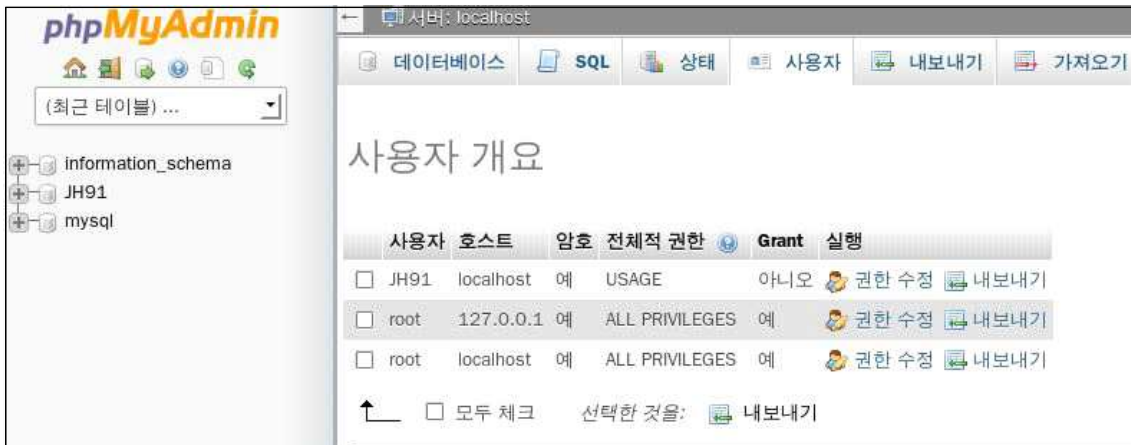 phpMyAdmin
(최근 테이블) ...
information_schema
JH91
mysql
서버: localhost
데이터베이스 SQL 상태 사용자 내보내기 가져오기
사용자 개요
사용자 호스트 암호 전체적 권한 Grant 실행
JH91 localhost 예 USAGE 아니오 권한 수정 내보내기
root 127.0.0.1 예 ALL PRIVILEGES 예 권한 수정 내보내기
root localhost 예 ALL PRIVILEGES 예 권한 수정 내보내기
모두 체크 선택한 것을: 내보내기